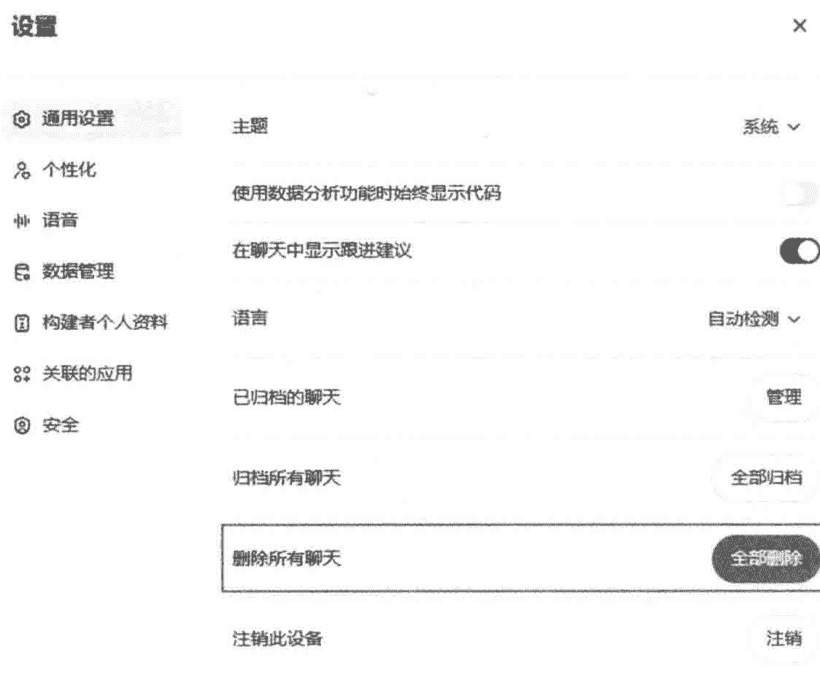 设置
通用设置
个性化
语音
数据管理
构建者个人资料
关联的应用
安全
主题 系统
使用数据分析功能时始终显示代码
在聊天中显示跟进建议
语言 自动检测
已归档的聊天 管理
归档所有聊天 全部归档
删除所有聊天 全部删除
注销此设备 注销